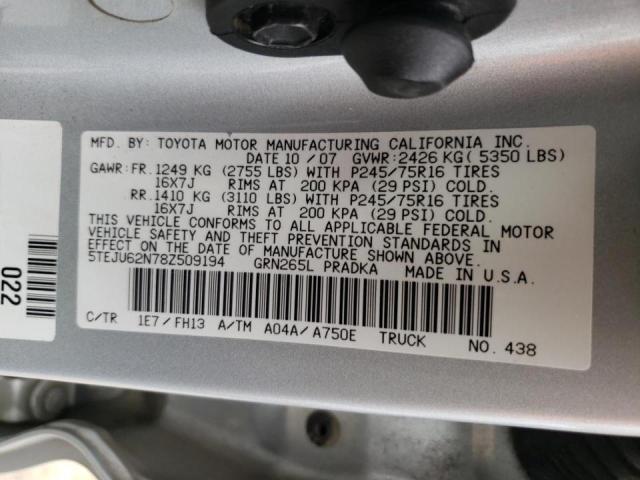 MFD. BY: TOYOTA MOTOR MANUFACTURING CALIFORNIA INC.
DATE 10 / 07 GVWR:2426 KG( 5350 LBS)
GAWR:FR.1249 KG (2755 LBS) WITH P245/75R16 TIRES
16X7J RIMS AT 200 KPA (29 PSI) COLD.
RR.1410 KG (3110 LBS) WITH P245/75R16 TIRES
16X7J RIMS AT 200 KPA (29 PSI) COLD.
THIS VEHICLE CONFORMS TO ALL APPLICABLE FEDERAL MOTOR
VEHICLE SAFETY AND THEFT PREVENTION STANDARDS IN
EFFECT ON THE DATE OF MANUFACTURE SHOWN ABOVE.
5TEJU62N78Z509194 GRN265L PRADKA MADE IN U.S.A.
C/TR 1E7/FH13 A/TM A04A/A750E TRUCK NO. 438
022